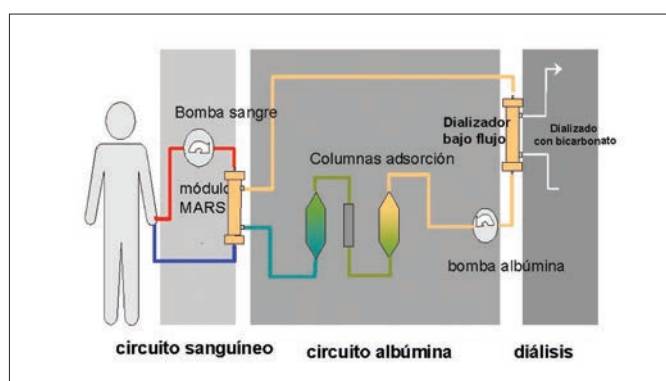 Bomba sangre
módulo
MARS
Columnas adsorción
Dializador
bajo flujo
Dializado
con bicarbonato
bomba albúmina
circuito sanguíneo
circuito albúmina
diálisis